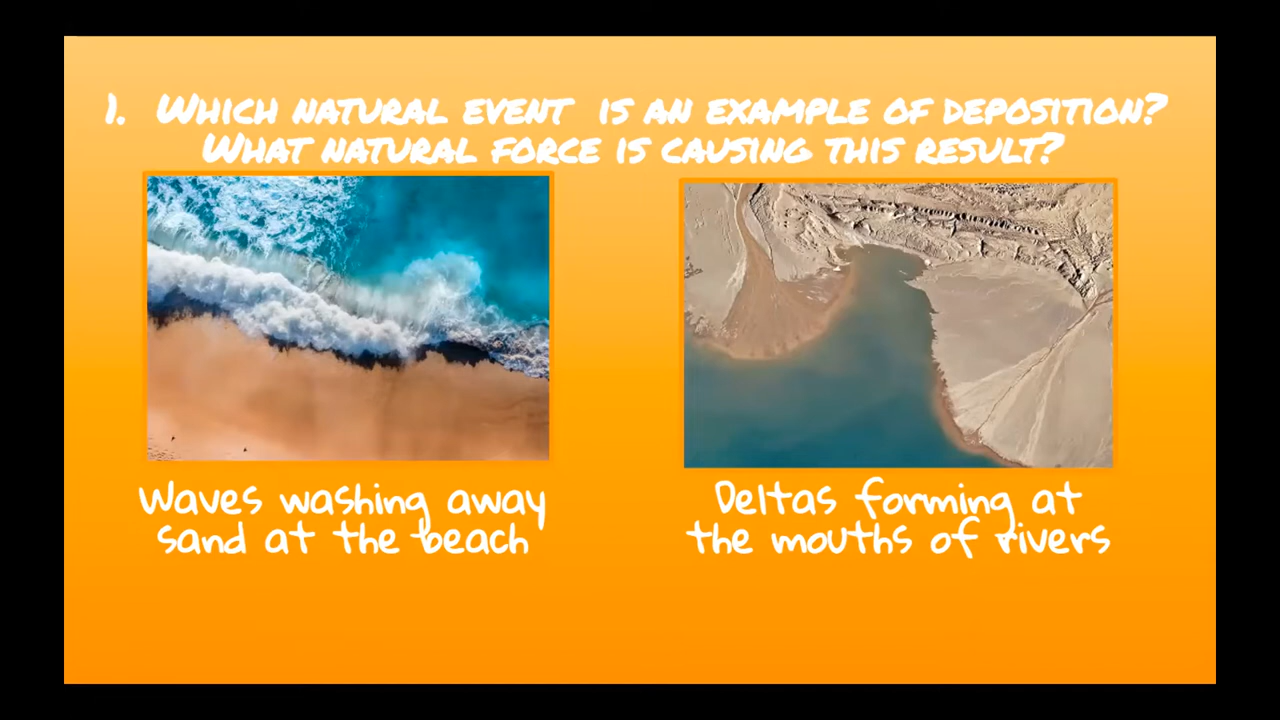 1. Which natural event is an example of deposition?
What natural force is causing this result?
Waves washing away
sand at the beach
Deltas forming at
the mouths of rivers